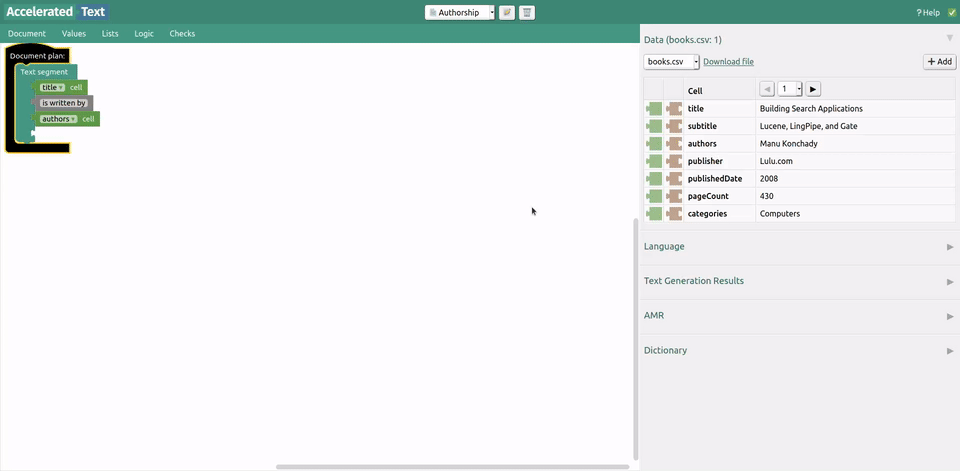 Accelerated Text
Authorship
? Help
Document Values Lists Logic Checks
Document plan:
Text segment
title cell
is written by
authors cell
Data (books.csv: 1)
books.csv Download file
+ Add
Cell 1
title Building Search Applications
subtitle Lucene, LingPipe, and Gate
authors Manu Konchady
publisher Lulu.com
publishedDate 2008
pageCount 430
categories Computers
Language
Text Generation Results
AMR
Dictionary